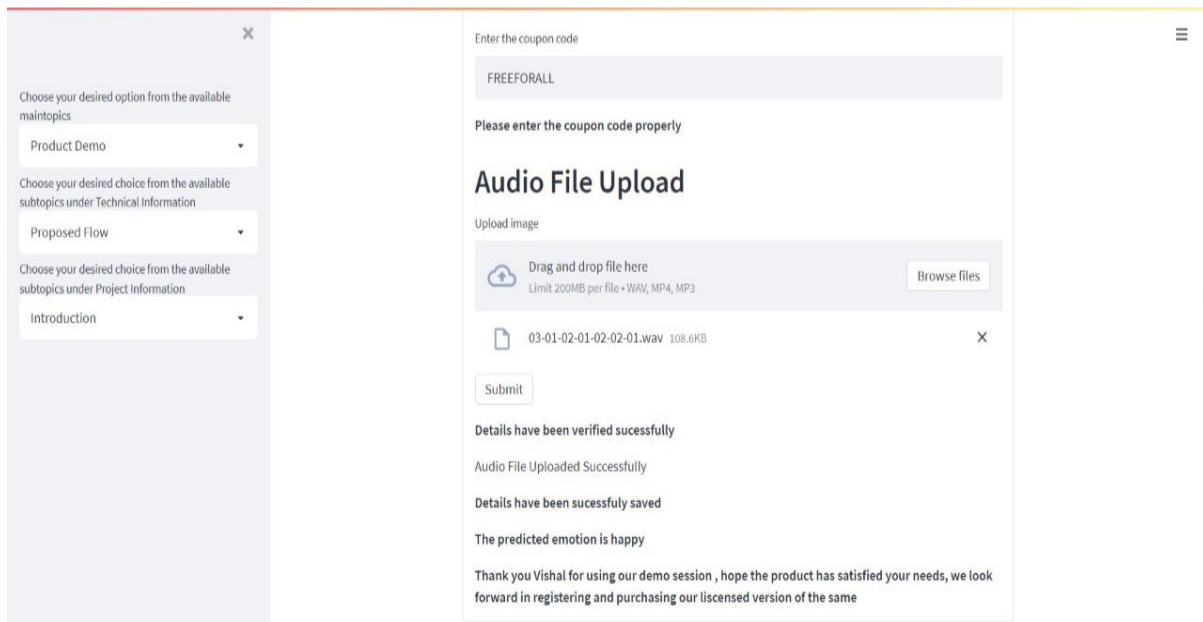 Choose your desired option from the available
maintopics
Product Demo
Choose your desired choice from the available
subtopics under Technical Information
Proposed Flow
Choose your desired choice from the available
subtopics under Project Information
Introduction
Enter the coupon code
FREEFORALL
Please enter the coupon code properly
Audio File Upload
Upload image
Drag and drop file here
Limit 200MB per file • WAV, MP4, MP3
Browse files
03-01-02-01-02-02-01.wav 108.6KB
Submit
Details have been verified sucessfully
Audio File Uploaded Successfully
Details have been sucessfuly saved
The predicted emotion is happy
Thank you Vishal for using our demo session , hope the product has satisfied your needs, we look
forward in registering and purchasing our liscensed version of the same